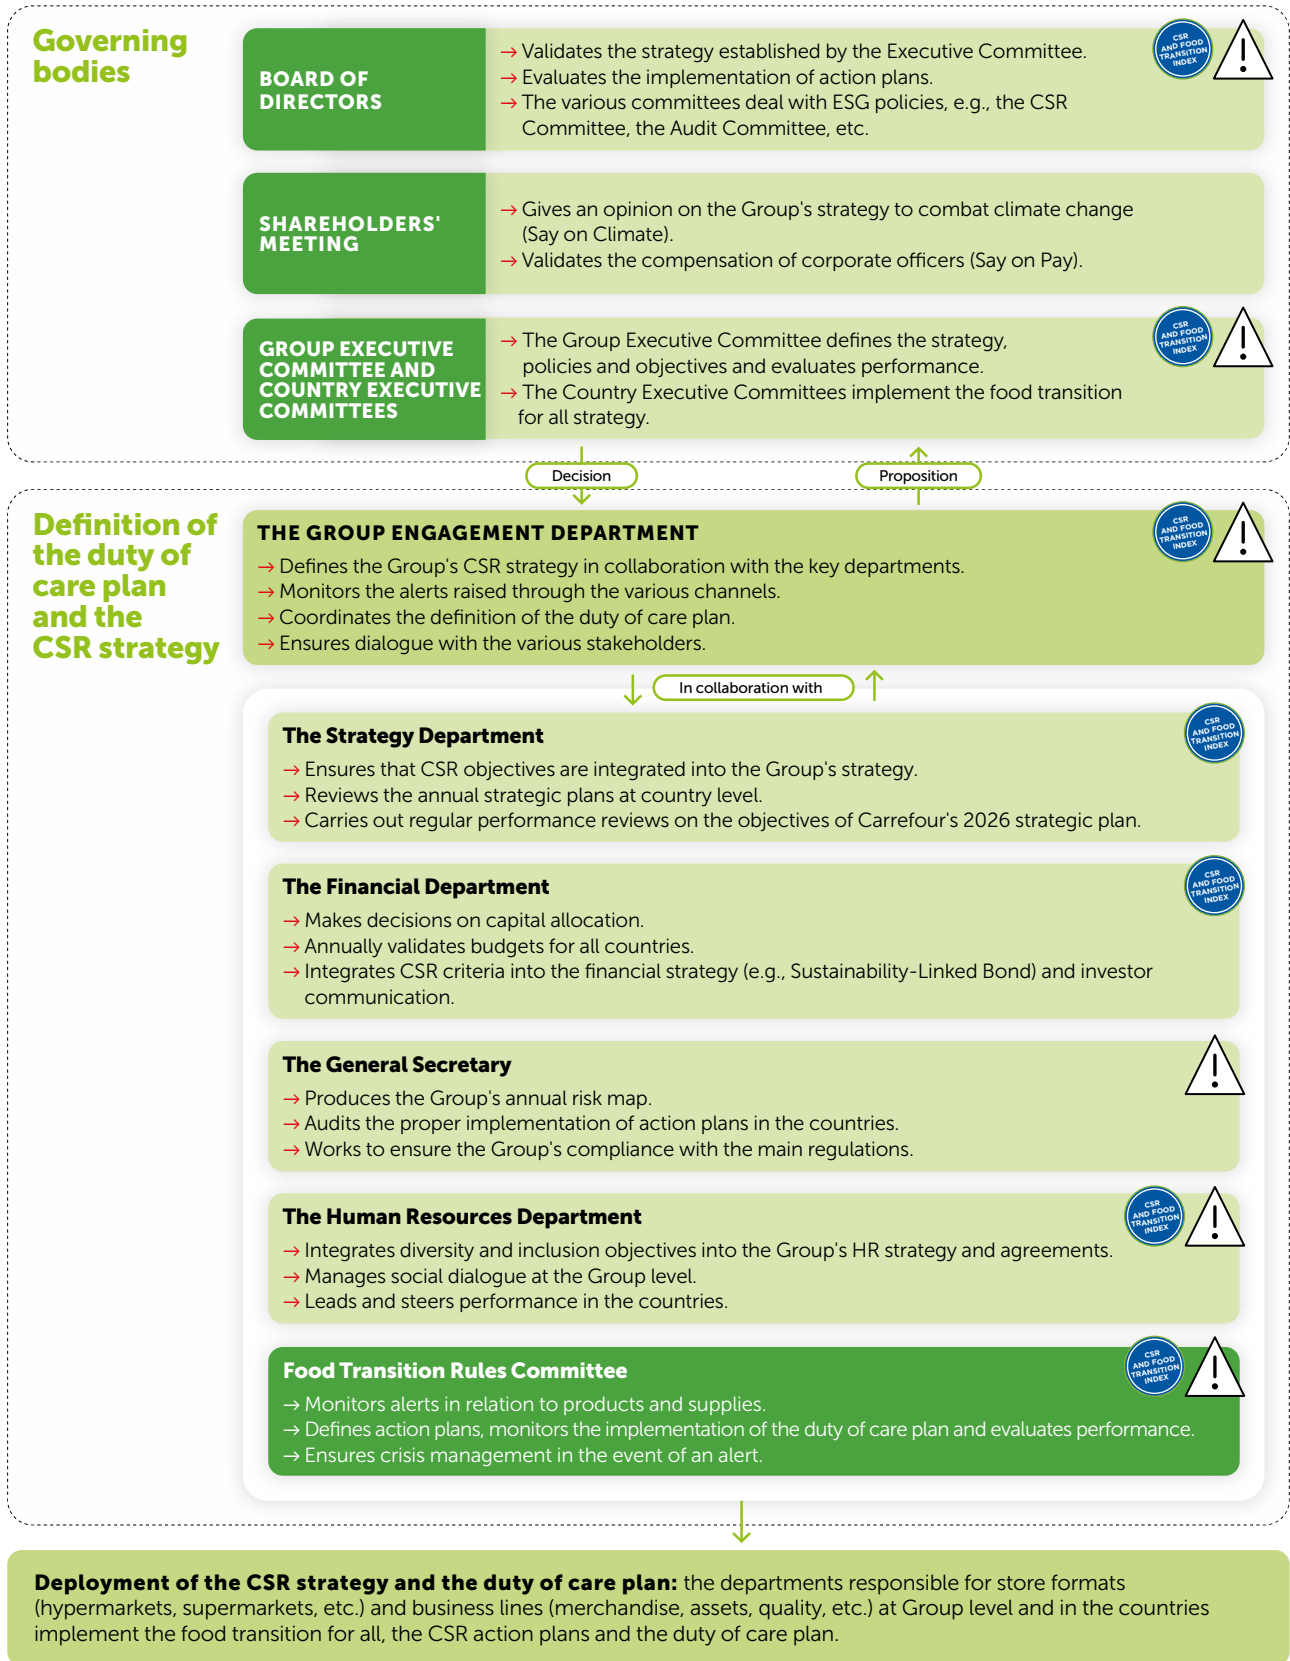 Governing
bodies
BOARD OF
DIRECTORS
→ Validates the strategy established by the Executive Committee.
→ Evaluates the implementation of action plans.
→ The various committees deal with ESG policies, e.g., the CSR
Committee, the Audit Committee, etc.
CSR
AND FOOD
TRANSITION
INDEX
SHAREHOLDERS'
MEETING
→ Gives an opinion on the Group's strategy to combat climate change
(Say on Climate).
→ Validates the compensation of corporate officers (Say on Pay).
GROUP EXECUTIVE
COMMITTEE AND
COUNTRY EXECUTIVE
COMMITTEES
→ The Group Executive Committee defines the strategy,
policies and objectives and evaluates performance.
→ The Country Executive Committees implement the food transition
for all strategy.
CSR
AND FOOD
TRANSITION
INDEX
Decision
Proposition
Definition of
the duty of
care plan
and the
CSR strategy
THE GROUP ENGAGEMENT DEPARTMENT
→ Defines the Group's CSR strategy in collaboration with the key departments.
→ Monitors the alerts raised through the various channels.
→ Coordinates the definition of the duty of care plan.
→ Ensures dialogue with the various stakeholders.
CSR
AND FOOD
TRANSITION
INDEX
In collaboration with
The Strategy Department
→ Ensures that CSR objectives are integrated into the Group's strategy.
→ Reviews the annual strategic plans at country level.
→ Carries out regular performance reviews on the objectives of Carrefour's 2026 strategic plan.
CSR
AND FOOD
TRANSITION
INDEX
The Financial Department
→ Makes decisions on capital allocation.
→ Annually validates budgets for all countries.
→ Integrates CSR criteria into the financial strategy (e.g., Sustainability-Linked Bond) and investor
communication.
CSR
AND FOOD
TRANSITION
INDEX
The General Secretary
→ Produces the Group's annual risk map.
→ Audits the proper implementation of action plans in the countries.
→ Works to ensure the Group's compliance with the main regulations.
The Human Resources Department
→ Integrates diversity and inclusion objectives into the Group's HR strategy and agreements.
→ Manages social dialogue at the Group level.
→ Leads and steers performance in the countries.
CSR
AND FOOD
TRANSITION
INDEX
Food Transition Rules Committee
→ Monitors alerts in relation to products and supplies.
→ Defines action plans, monitors the implementation of the duty of care plan and evaluates performance.
→ Ensures crisis management in the event of an alert.
CSR
AND FOOD
TRANSITION
INDEX
Deployment of the CSR strategy and the duty of care plan: the departments responsible for store formats
(hypermarkets, supermarkets, etc.) and business lines (merchandise, assets, quality, etc.) at Group level and in the countries
implement the food transition for all, the CSR action plans and the duty of care plan.